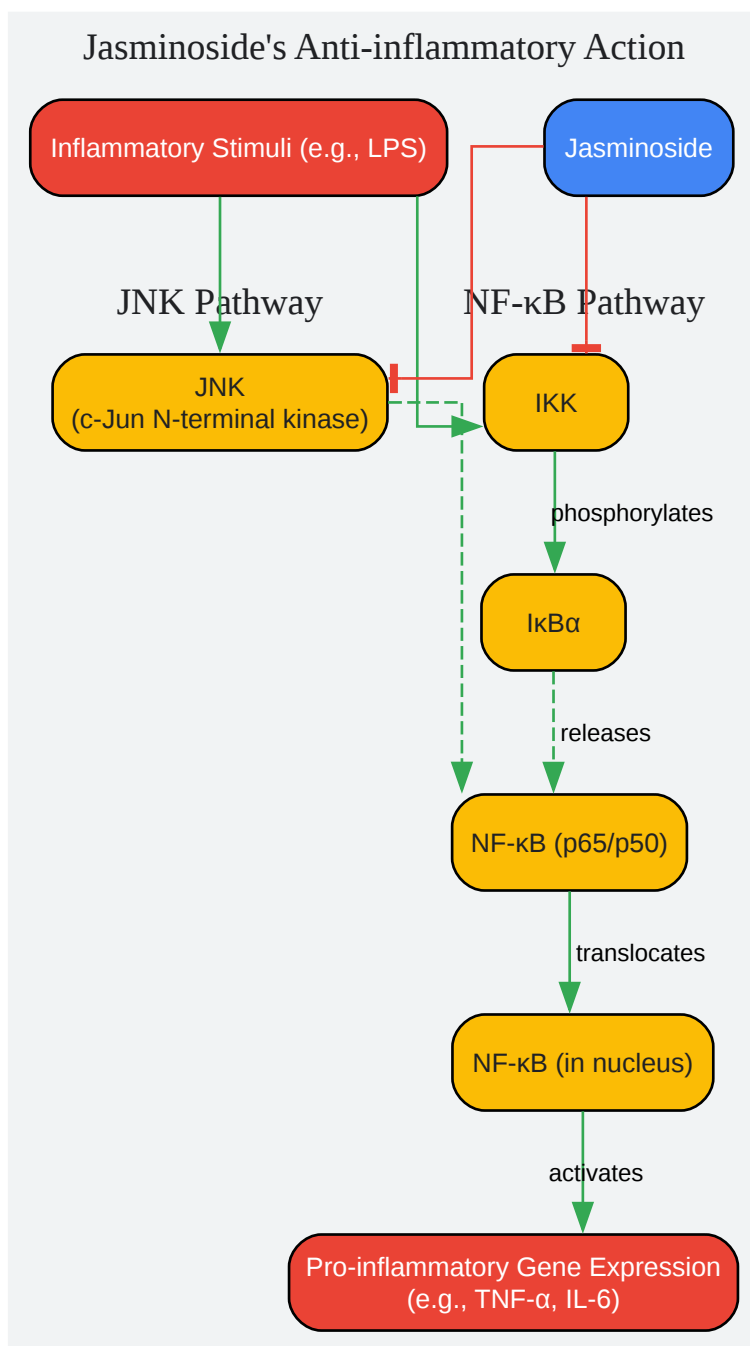 Jasminoside's Anti-inflammatory Action
Inflammatory Stimuli (e.g., LPS)
Jasminoside
JNK Pathway
NF-κB Pathway
JNK
(c-Jun N-terminal kinase)
IKK
phosphorylates
IκBα
releases
NF-κB (p65/p50)
translocates
NF-κB (in nucleus)
activates
Pro-inflammatory Gene Expression
(e.g., TNF-α, IL-6)